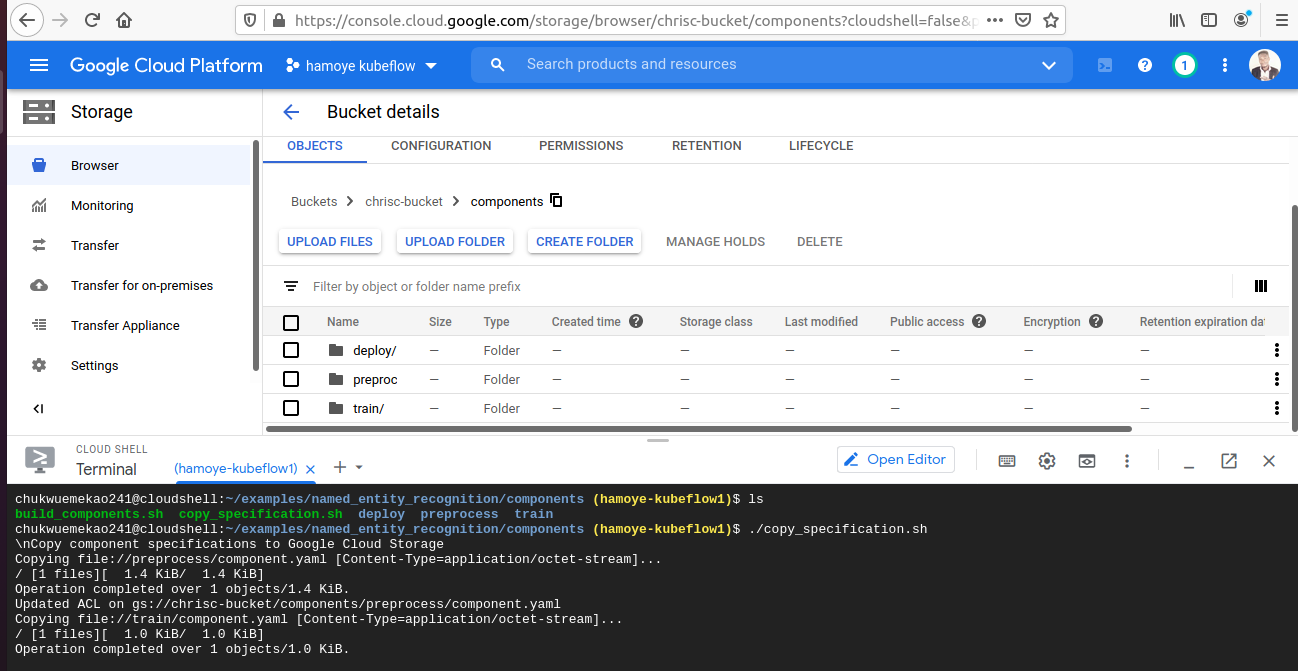 https://console.cloud.google.com/storage/browser/chrisc-bucket/components?cloudshell=false&p
Google Cloud Platform hamoye kubeflow Search products and resources ? 1
Storage Bucket details
OBJECTS CONFIGURATION PERMISSIONS RETENTION LIFECYCLE
Browser
Monitoring
Transfer
Transfer for on-premises
Transfer Appliance
Settings
Buckets > chrisc-bucket > components
UPLOAD FILES UPLOAD FOLDER CREATE FOLDER MANAGE HOLDS DELETE
Filter by object or folder name prefix
Name Size Type Created time ? Storage class Last modified Public access ? Encryption ? Retention expiration dat
deploy/ — Folder — — — — — —
preproc — Folder — — — — — —
train/ — Folder — — — — — —
CLOUD SHELL
Terminal (hamoye-kubeflow1) × + Open Editor
chukwuemekao241@cloudshell:~/examples/named_entity_recognition/components (hamoye-kubeflow1)$ ls
build_components.sh copy_specification.sh deploy preprocess train
chukwuemekao241@cloudshell:~/examples/named_entity_recognition/components (hamoye-kubeflow1)$ ./copy_specification.sh
\nCopy component specifications to Google Cloud Storage
Copying file://preprocess/component.yaml [Content-Type=application/octet-stream]...
/ [1 files][  1.4 KiB/  1.4 KiB]
Operation completed over 1 objects/1.4 KiB.
Updated ACL on gs://chrisc-bucket/components/preprocess/component.yaml
Copying file://train/component.yaml [Content-Type=application/octet-stream]...
/ [1 files][  1.0 KiB/  1.0 KiB]
Operation completed over 1 objects/1.0 KiB.